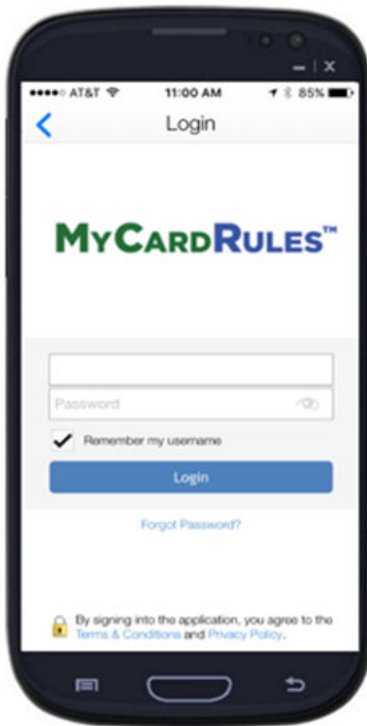 AT&T 11:00 AM 85%
Login
MYCARDRULES™
Password
Remember my username
Login
Forgot Password?
By signing into the application, you agree to the
Terms & Conditions and Privacy Policy.